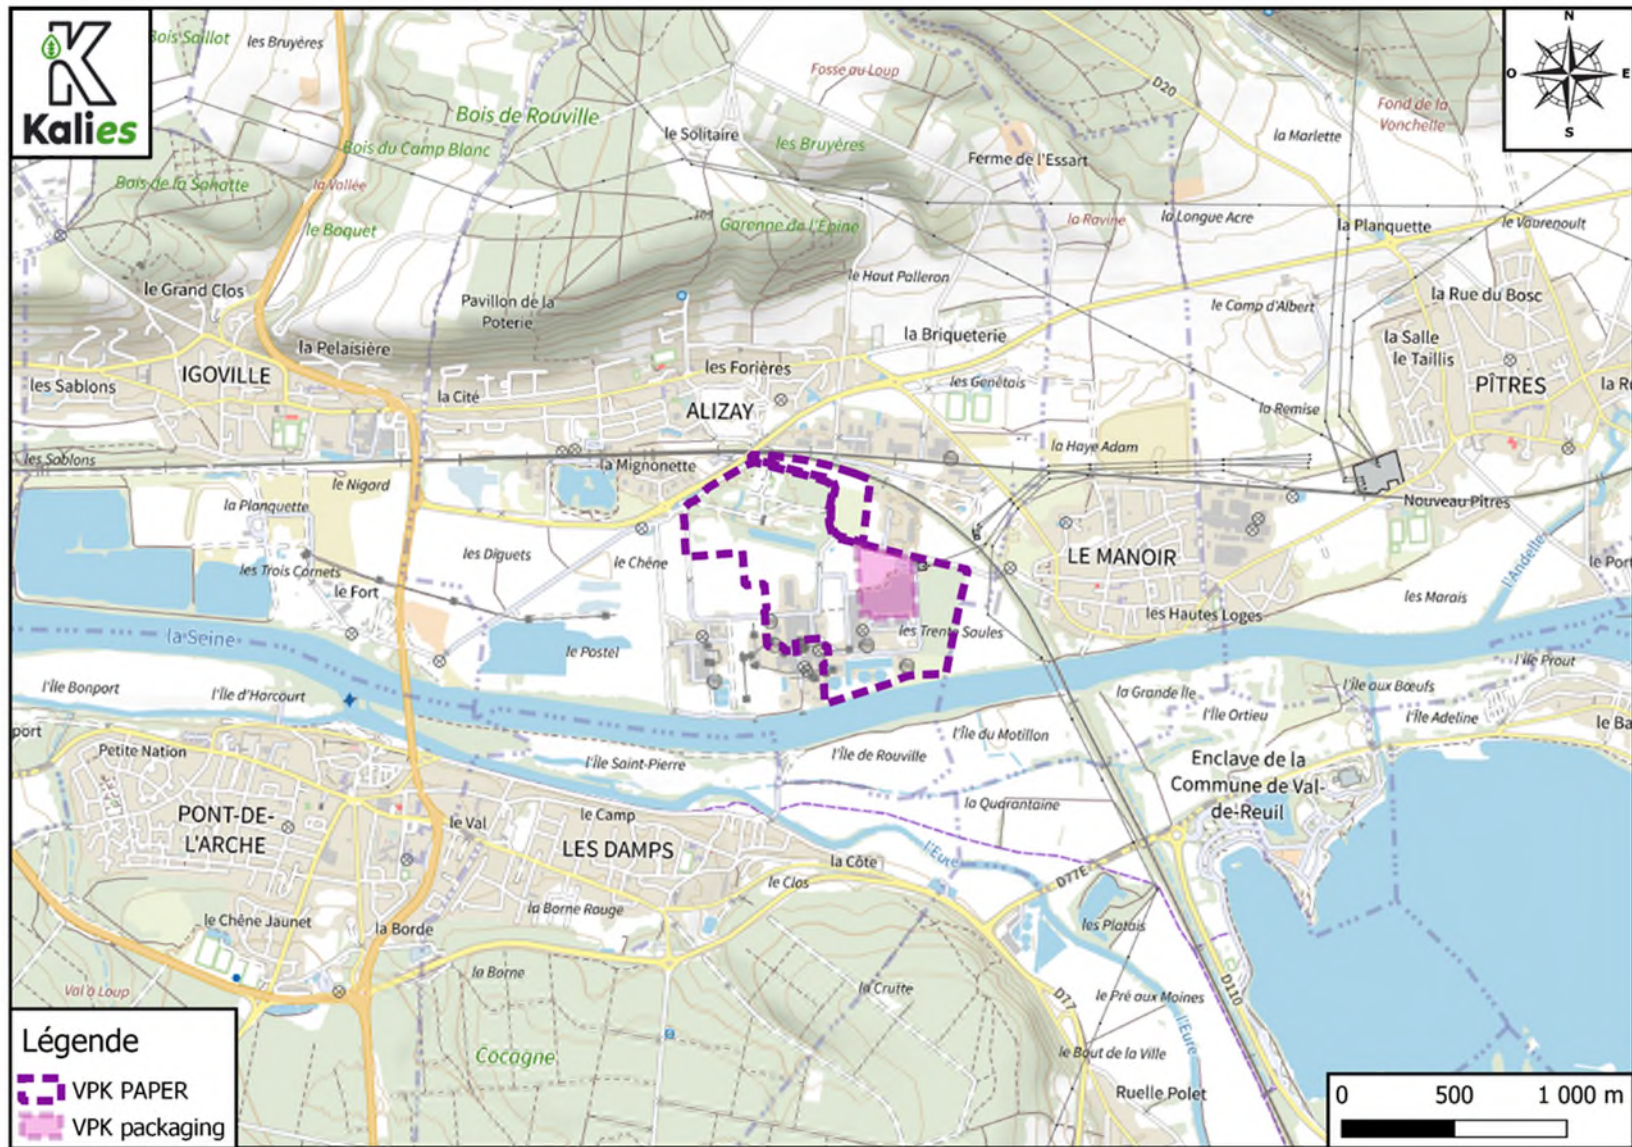 Kalies
N
O
E
S
Bois Saillot
les Bruyères
Fosse au Loup
D20
Fond de la
Vonchelle
Bois de Rouville
le Solitaire
les Bruyères
la Marlette
Bois du Camp Blanc
Ferme de l'Essart
la Vallée
la Ravine
la Longue Acre
le Boquet
Garenne de l'Épine
la Planquette
le Vaurenoult
le Haut Palleron
le Grand Clos
Pavillon de la
Poterie
le Camp d'Albert
la Rue du Bosc
la Briqueterie
la Salle
le Taillis
la Pelaisière
IGOVILLE
les Sablons
les Forières
les Genêtais
PÎTRES
la Cité
ALIZAY
la Remise
la Haye Adam
les Sablons
la Mignonette
le Nigard
Nouveau Pîtres
la Planquette
les Diguets
le Chêne
LE MANOIR
l'Andelle
les Trois Cornets
le Fort
les Marais
les Hautes Loges
la Seine
les Trente Saules
le Postel
l'Île Prout
l'Île Bonport
l'Île d'Harcourt
la Grande Île
l'Île aux Bœufs
l'Île Ortieu
l'Île Adeline
port
l'Île du Motillon
Petite Nation
l'Île Saint-Pierre
l'Île de Rouville
Enclave de la
Commune de Val-
de-Reuil
la Quarantaine
PONT-DE-
L'ARCHE
le Val
le Camp
LES DAMPS
l'Eure
la Côte
D77E
le Clos
la Borne Rouge
le Chêne Jaunet
la Borde
les Platais
la Borne
la Crutte
Val à Loup
le Pré aux Moines
D17
D110
l'Eure
Cocagne
le Bout de la Ville
Ruelle Polet
Légende
VPK PAPER
VPK packaging
0 500 1 000 m